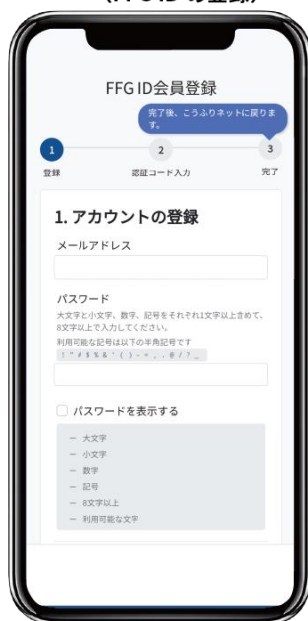 (FFG IDの登録)
FFG ID会員登録
完了後、こうふりネットに戻りま
す。
1
2
3
登録
認証コード入力
完了
1. アカウントの登録
メールアドレス
パスワード
大文字と小文字、数字、記号をそれぞれ1文字以上含めて、
8文字以上で入力してください。
利用可能な記号は以下の半角記号です
! " # $ % & ' ( ) - = , . @ / ? _
パスワードを表示する
― 大文字
― 小文字
― 数字
― 記号
― 8文字以上
― 利用可能な文字